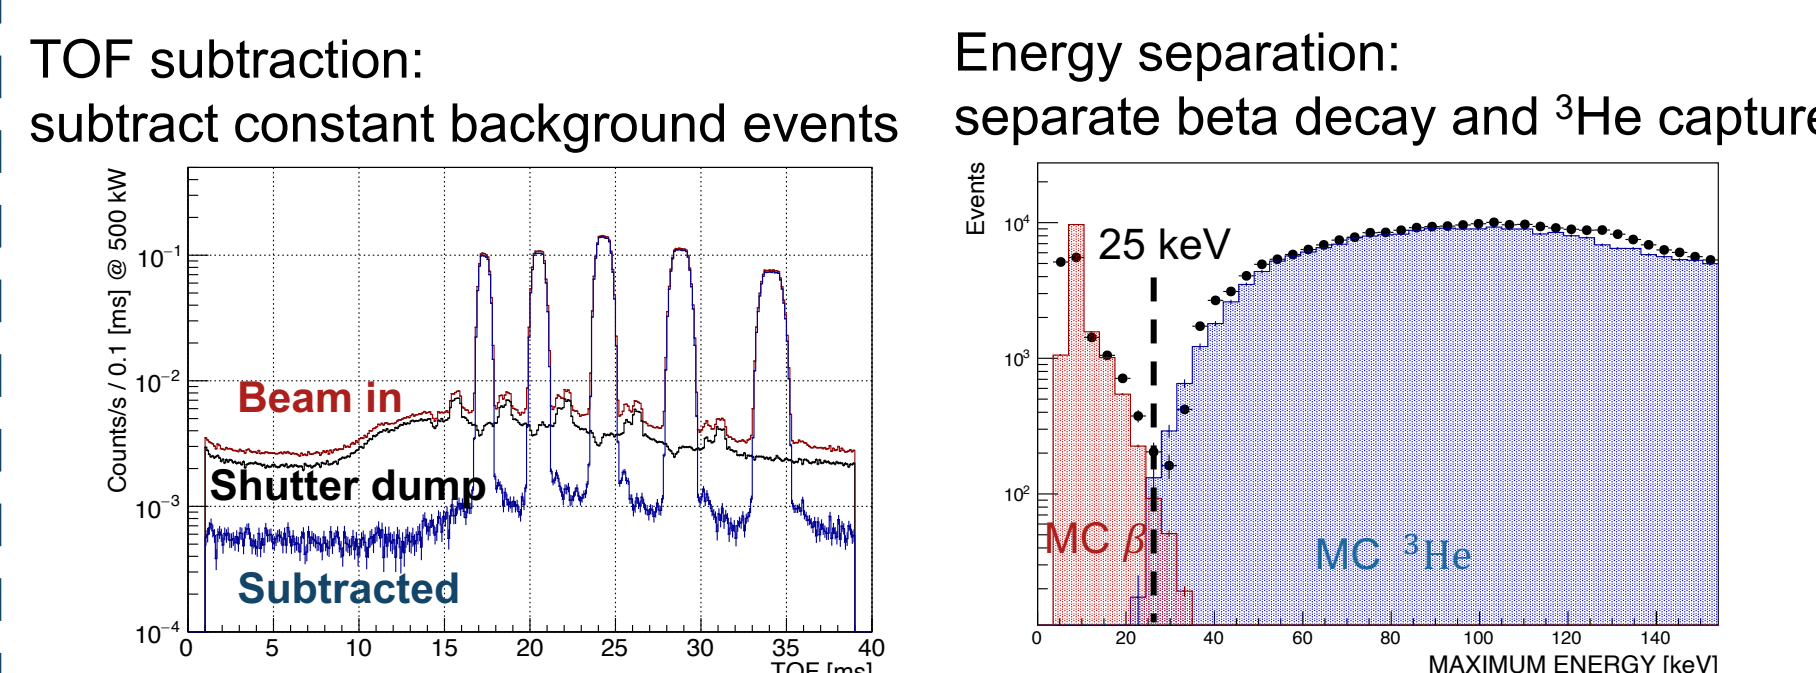 TOF subtraction:
subtract constant background events
Counts/s / 0.1 [ms] @ 500 kW
10⁻¹
10⁻²
10⁻³
10⁻⁴
Beam in
Shutter dump
Subtracted
0 5 10 15 20 25 30 35 40
TOF [ms]
Energy separation:
separate beta decay and ³He capture
Events
10⁴
10³
10²
25 keV
MC β
MC ³He
0 20 40 60 80 100 120 140
MAXIMUM ENERGY [keV]